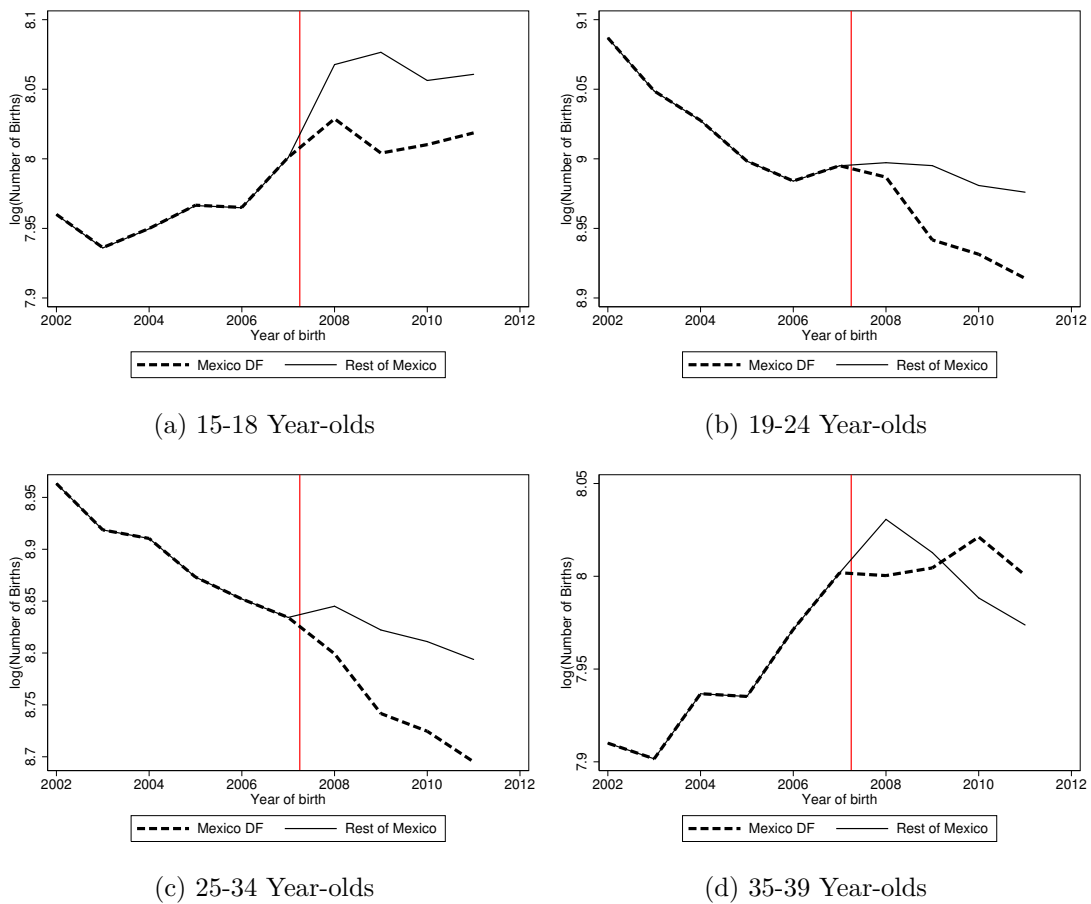 log(Number of Births)
7.9 7.95 8 8.05 8.1
2002 2004 2006 2008 2010 2012
Year of birth
Mexico DF Rest of Mexico
(a) 15-18 Year-olds
log(Number of Births)
8.9 8.95 9 9.05 9.1
2002 2004 2006 2008 2010 2012
Year of birth
Mexico DF Rest of Mexico
(b) 19-24 Year-olds
log(Number of Births)
8.7 8.75 8.8 8.85 8.9 8.95
2002 2004 2006 2008 2010 2012
Year of birth
Mexico DF Rest of Mexico
(c) 25-34 Year-olds
log(Number of Births)
7.9 7.95 8 8.05
2002 2004 2006 2008 2010 2012
Year of birth
Mexico DF Rest of Mexico
(d) 35-39 Year-olds